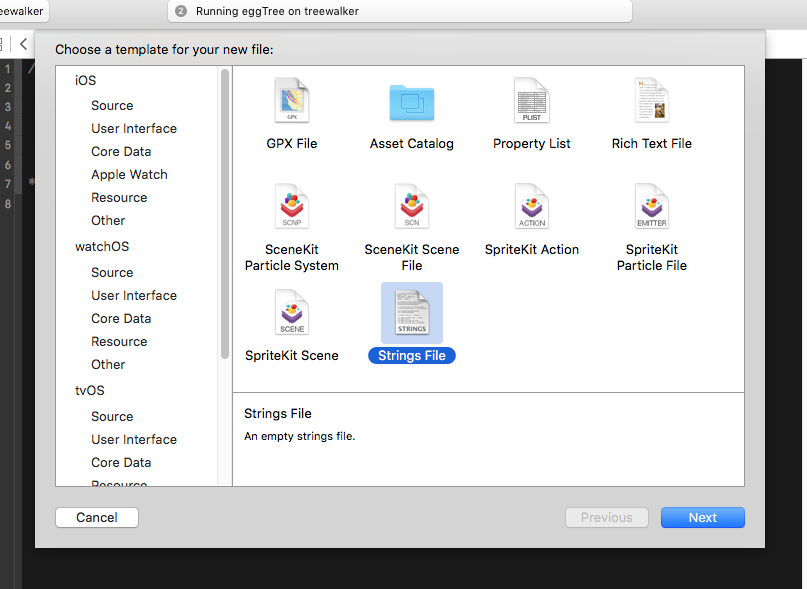 eewalker
2 Running eggTree on treewalker
Choose a template for your new file:
1
2
3
4
5
6
7
8
/
*
iOS
Source
User Interface
Core Data
Apple Watch
Resource
Other
watchOS
Source
User Interface
Core Data
Resource
Other
tvOS
Source
User Interface
Core Data
Resource
GPX
GPX File
Asset Catalog
PLIST
Property List
Rich Text File
SCNP
SceneKit
Particle System
SCN
SceneKit Scene
File
ACTION
SpriteKit Action
EMITTER
SpriteKit
Particle File
SCENE
SpriteKit Scene
STRINGS
Strings File
Strings File
An empty strings file.
Cancel
Previous
Next